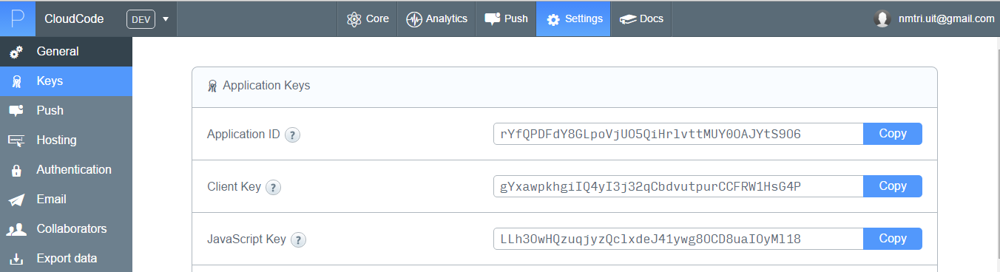 P CloudCode DEV Core Analytics Push Settings Docs nmtri.uit@gmail.com
General
Keys
Push
Hosting
Authentication
Email
Collaborators
Export data
Application Keys
Application ID ? rYfQPDFdY8GLpoVjUO5QiHrlvttMUY0OAJYtS9O6 Copy
Client Key ? gYxawpkhgiIQ4yI3j32qCbdvutpurCCFRW1HsG4P Copy
JavaScript Key ? LLh3OwHQzuqjyzQclxdeJ41ywg8OCD8uaIOyMl18 Copy